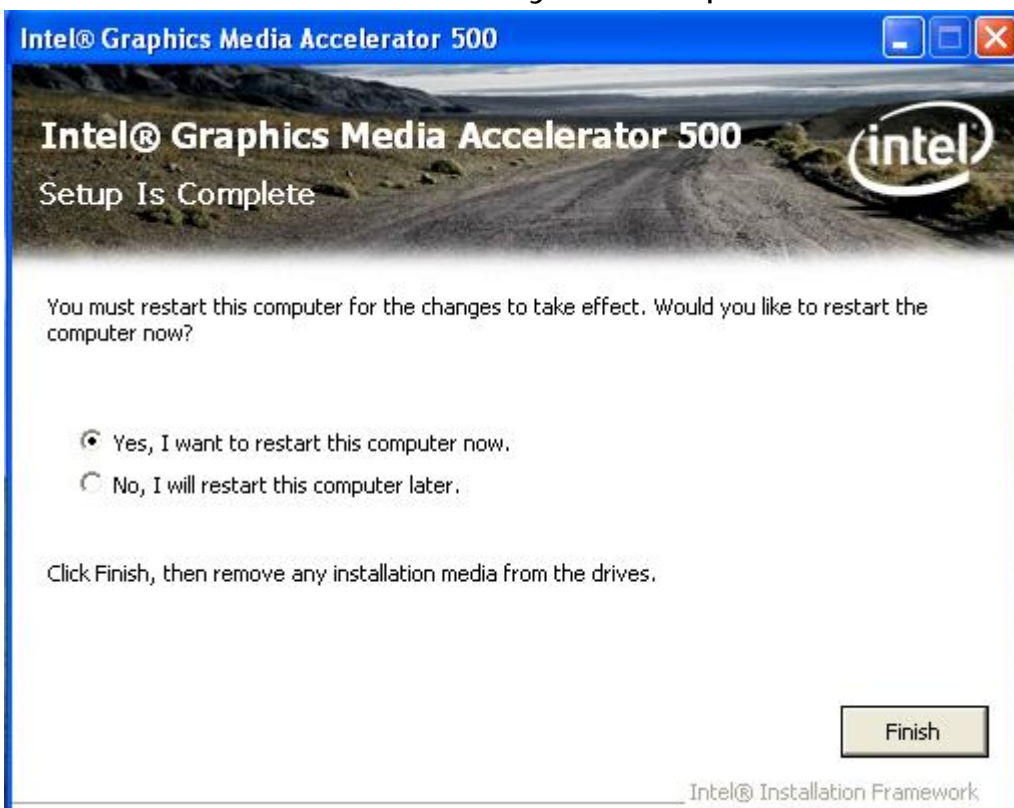 Intel® Graphics Media Accelerator 500
Intel® Graphics Media Accelerator 500
intel
Setup Is Complete
You must restart this computer for the changes to take effect. Would you like to restart the
computer now?
Yes, I want to restart this computer now.
No, I will restart this computer later.
Click Finish, then remove any installation media from the drives.
Finish
Intel® Installation Framework